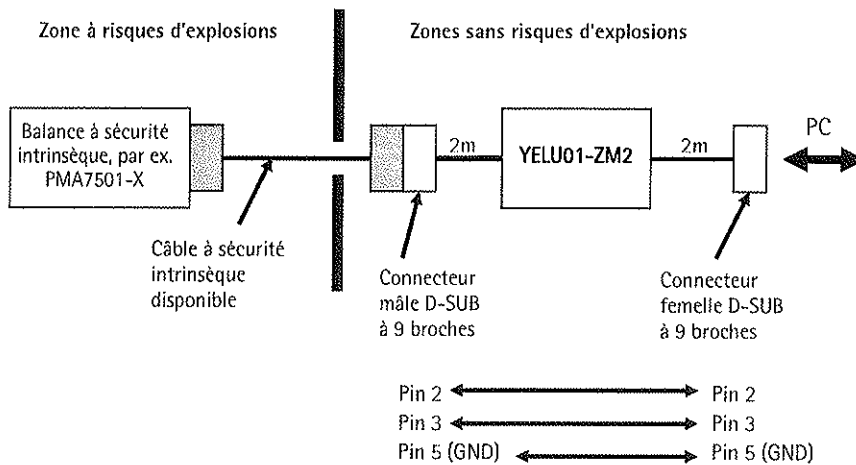 Zone à risques d'explosions
Zones sans risques d'explosions
Balance à sécurité
intrinsèque, par ex.
PMA7501-X
2m
YELU01-ZM2
2m
PC
Câble à sécurité
intrinsèque
disponible
Connecteur
mâle D-SUB
à 9 broches
Connecteur
femelle D-SUB
à 9 broches
Pin 2
Pin 2
Pin 3
Pin 3
Pin 5 (GND)
Pin 5 (GND)